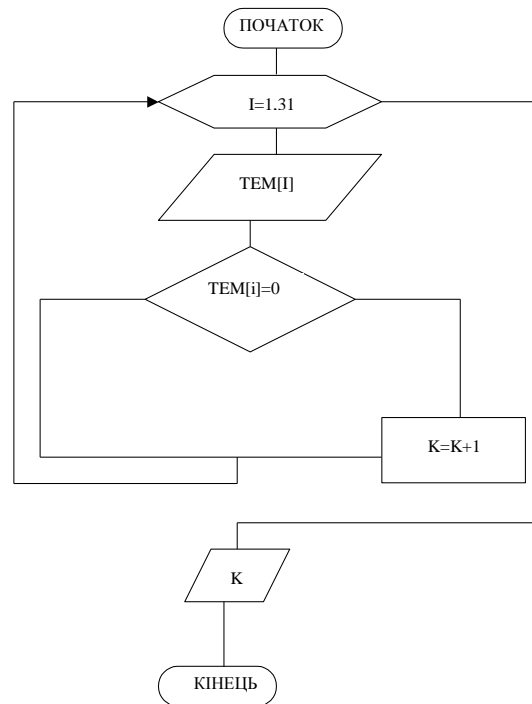 ПОЧАТОК
I=1.31
TEM[I]
TEM[i]=0
K=K+1
K
КІНЕЦЬ